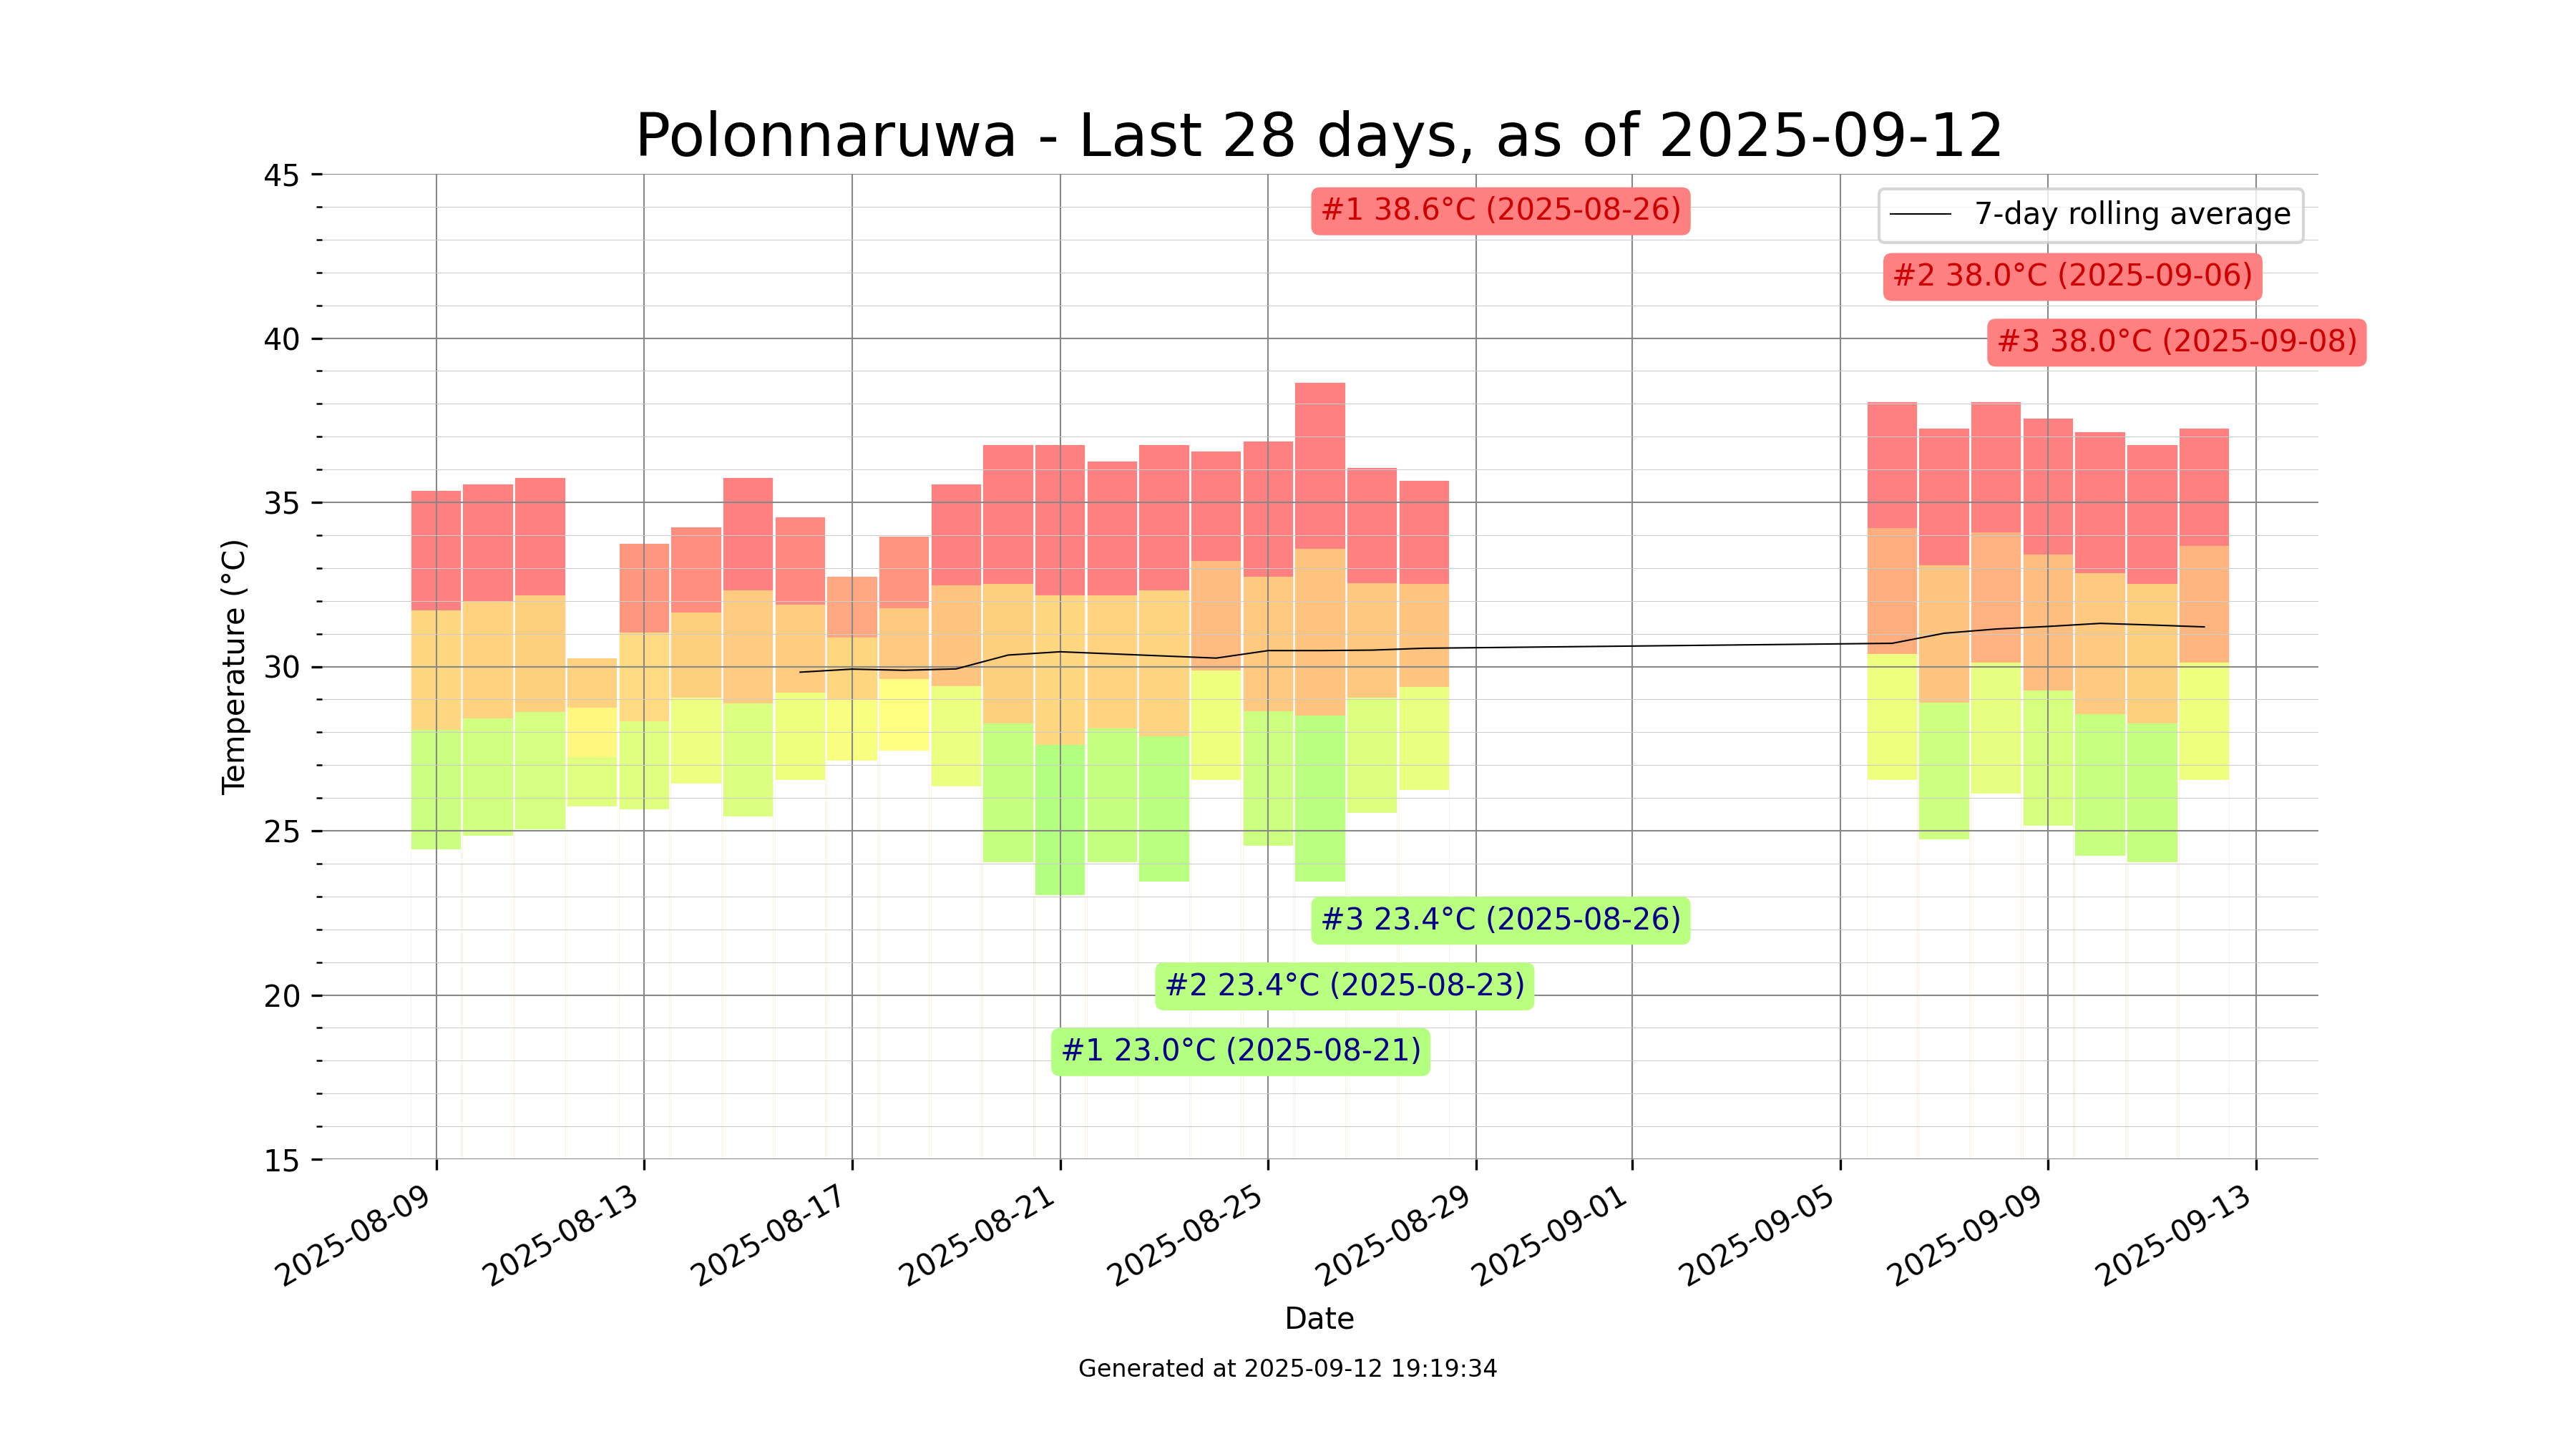 Polonnaruwa - Last 28 days, as of 2025-09-12
45
40
35
30
25
20
15
Temperature (°C)
#1 38.6°C (2025-08-26)
7-day rolling average
#2 38.0°C (2025-09-06)
#3 38.0°C (2025-09-08)
#3 23.4°C (2025-08-26)
#2 23.4°C (2025-08-23)
#1 23.0°C (2025-08-21)
2025-08-09
2025-08-13
2025-08-17
2025-08-21
2025-08-25
2025-08-29
2025-09-01
2025-09-05
2025-09-09
2025-09-13
Date
Generated at 2025-09-12 19:19:34